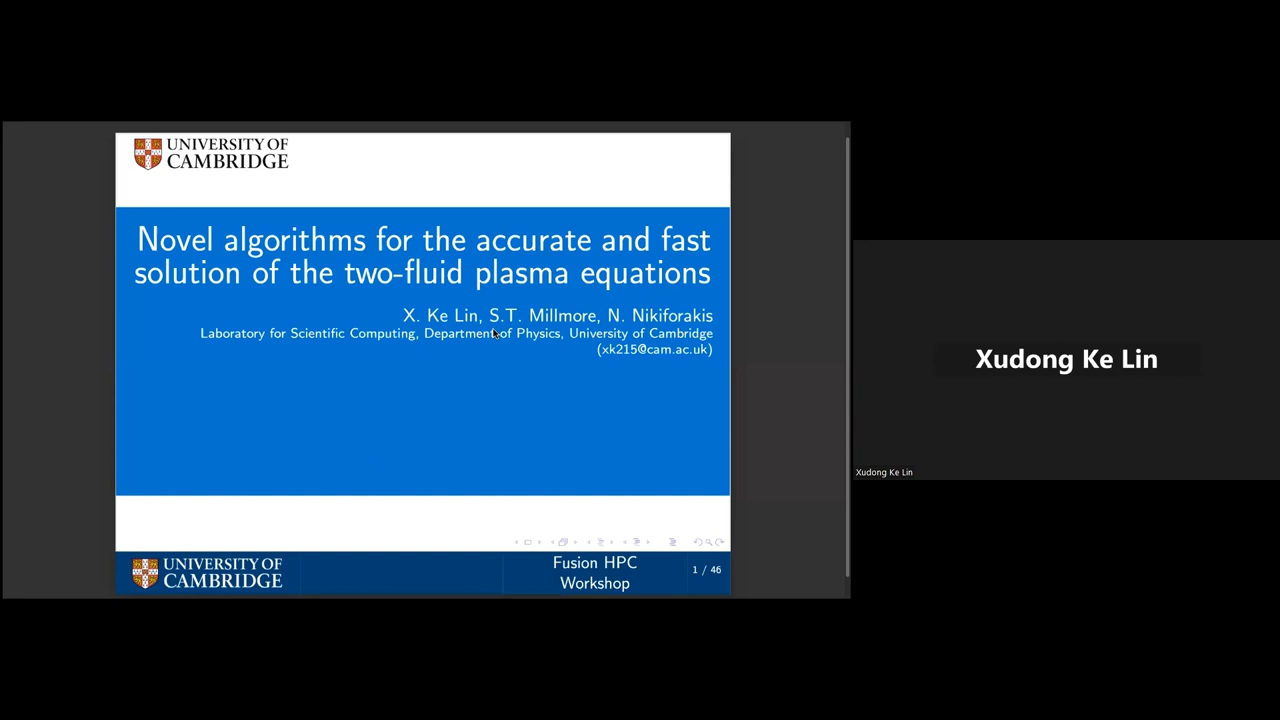 UNIVERSITY OF
CAMBRIDGE
Novel algorithms for the accurate and fast
solution of the two-fluid plasma equations
X. Ke Lin, S.T. Millmore, N. Nikiforakis
Laboratory for Scientific Computing, Department of Physics, University of Cambridge
(xk215@cam.ac.uk)
UNIVERSITY OF
CAMBRIDGE
Fusion HPC
Workshop
1 / 46
Xudong Ke Lin
Xudong Ke Lin